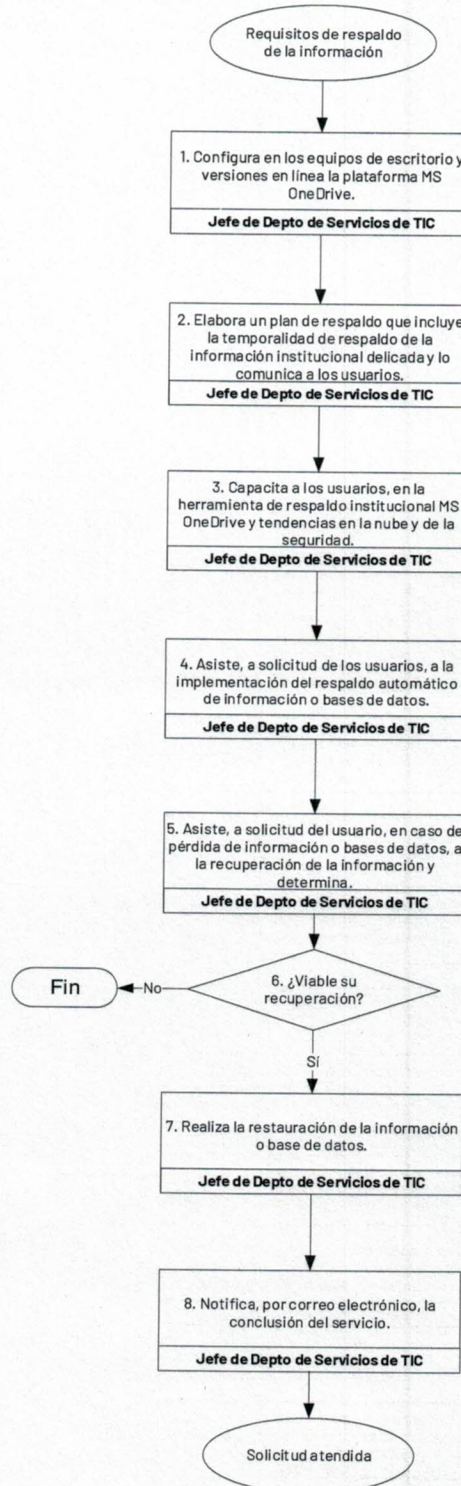 Requisitos de respaldo
de la información
1. Configura en los equipos de escritorio y
versiones en línea la plataforma MS
OneDrive.
Jefe de Depto de Servicios de TIC
2. Elabora un plan de respaldo que incluye
la temporalidad de respaldo de la
información institucional delicada y lo
comunica a los usuarios.
Jefe de Depto de Servicios de TIC
3. Capacita a los usuarios, en la
herramienta de respaldo institucional MS
OneDrive y tendencias en la nube y de la
seguridad.
Jefe de Depto de Servicios de TIC
4. Asiste, a solicitud de los usuarios, a la
implementación del respaldo automático
de información o bases de datos.
Jefe de Depto de Servicios de TIC
5. Asiste, a solicitud del usuario, en caso de
pérdida de información o bases de datos, a
la recuperación de la información y
determina.
Jefe de Depto de Servicios de TIC
6. ¿Viable su
recuperación?
No
Fin
Sí
7. Realiza la restauración de la información
o base de datos.
Jefe de Depto de Servicios de TIC
8. Notifica, por correo electrónico, la
conclusión del servicio.
Jefe de Depto de Servicios de TIC
Solicitud atendida